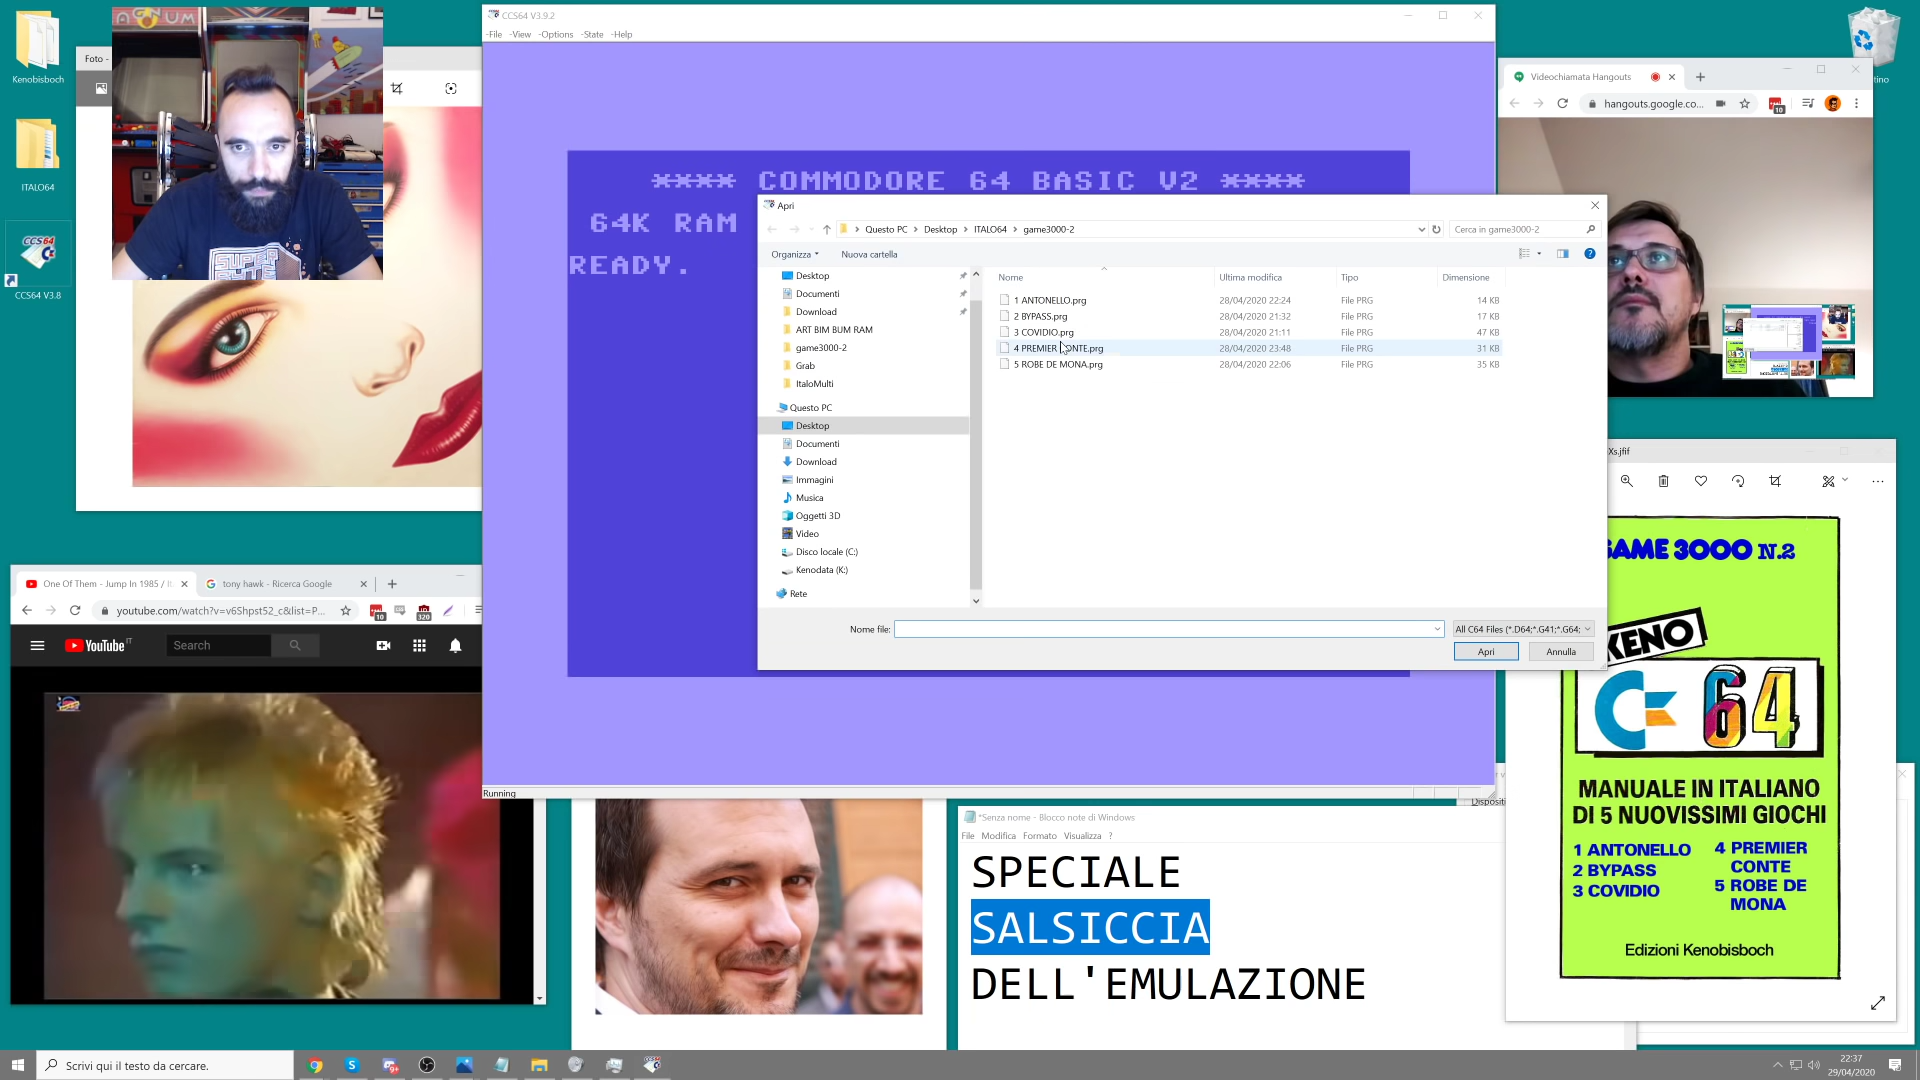 Kenobisboch
ITALO64
CCS64 V3.8
Foto -
CCS64 V3.9.2
-File -View -Options -State -Help
**** COMMODORE 64 BASIC V2 ****
64K RAM
READY.
Running
Apri
Questo PC > Desktop > ITALO64 > game3000-2
Cerca in game3000-2
Organizza
Nuova cartella
Desktop
Documenti
Download
ART BIM BUM RAM
game3000-2
Grab
ItaloMulti
Questo PC
Desktop
Documenti
Download
Immagini
Musica
Oggetti 3D
Video
Disco locale (C:)
Kenodata (K:)
Rete
Nome Ultima modifica Tipo Dimensione
1 ANTONELLO.prg 28/04/2020 22:24 File PRG 14 KB
2 BYPASS.prg 28/04/2020 21:32 File PRG 17 KB
3 COVIDIO.prg 28/04/2020 21:11 File PRG 47 KB
4 PREMIER CONTE.prg 28/04/2020 23:48 File PRG 31 KB
5 ROBE DE MONA.prg 28/04/2020 22:06 File PRG 35 KB
Nome file:
All C64 Files (*.D64;*.G41;*.G64;
Apri
Annulla
Videochiamata Hangouts
hangouts.google.co...
10
Xs.jfif
GAME 3000 N.2
KENO
C 64
MANUALE IN ITALIANO
DI 5 NUOVISSIMI GIOCHI
1 ANTONELLO
2 BYPASS
3 COVIDIO
4 PREMIER
CONTE
5 ROBE DE
MONA
Edizioni Kenobisboch
One Of Them - Jump In 1985 / It
tony hawk - Ricerca Google
youtube.com/watch?v=v6Shpst52_c&list=P...
10
320
YouTube IT
Search
*Senza nome - Blocco note di Windows
File Modifica Formato Visualizza ?
SPECIALE
SALSICCIA
DELL'EMULAZIONE
Scrivi qui il testo da cercare.
22:37
29/04/2020